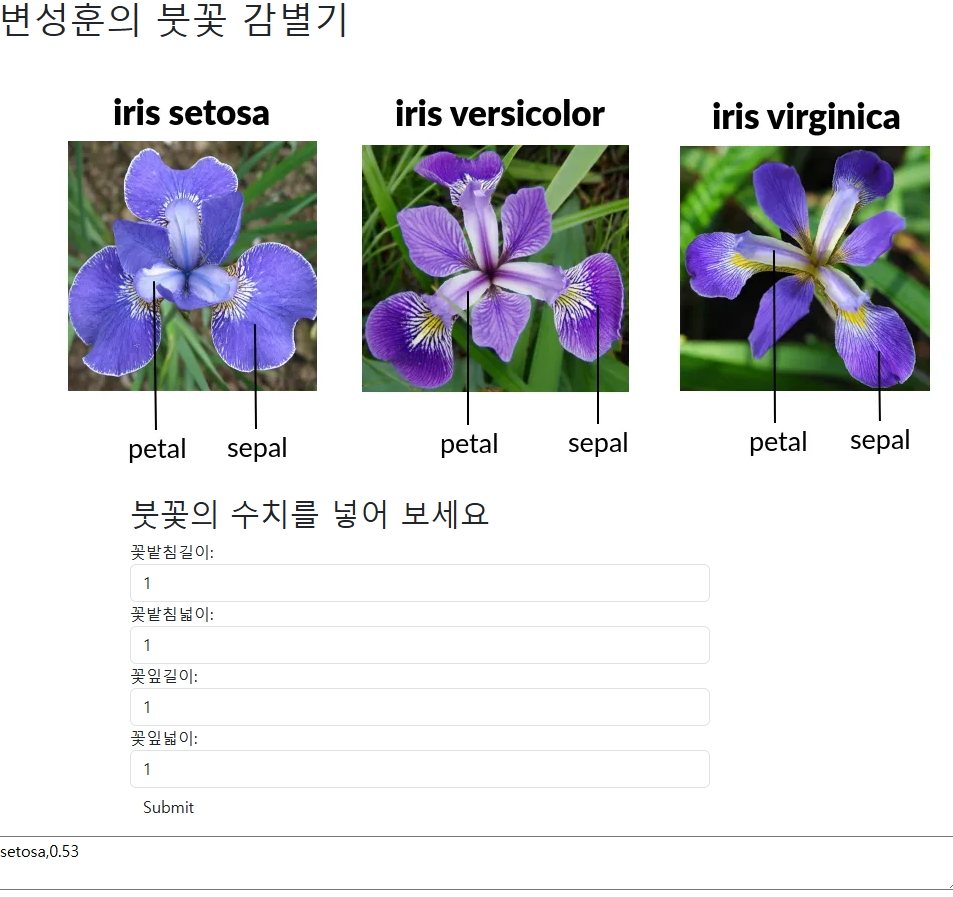 변성훈의 붓꽃 감별기
iris setosa iris versicolor iris virginica
petal sepal petal sepal petal sepal
붓꽃의 수치를 넣어 보세요
꽃밭침길이:
1
꽃밭침넓이:
1
꽃잎길이:
1
꽃잎넓이:
1
Submit
setosa,0.53